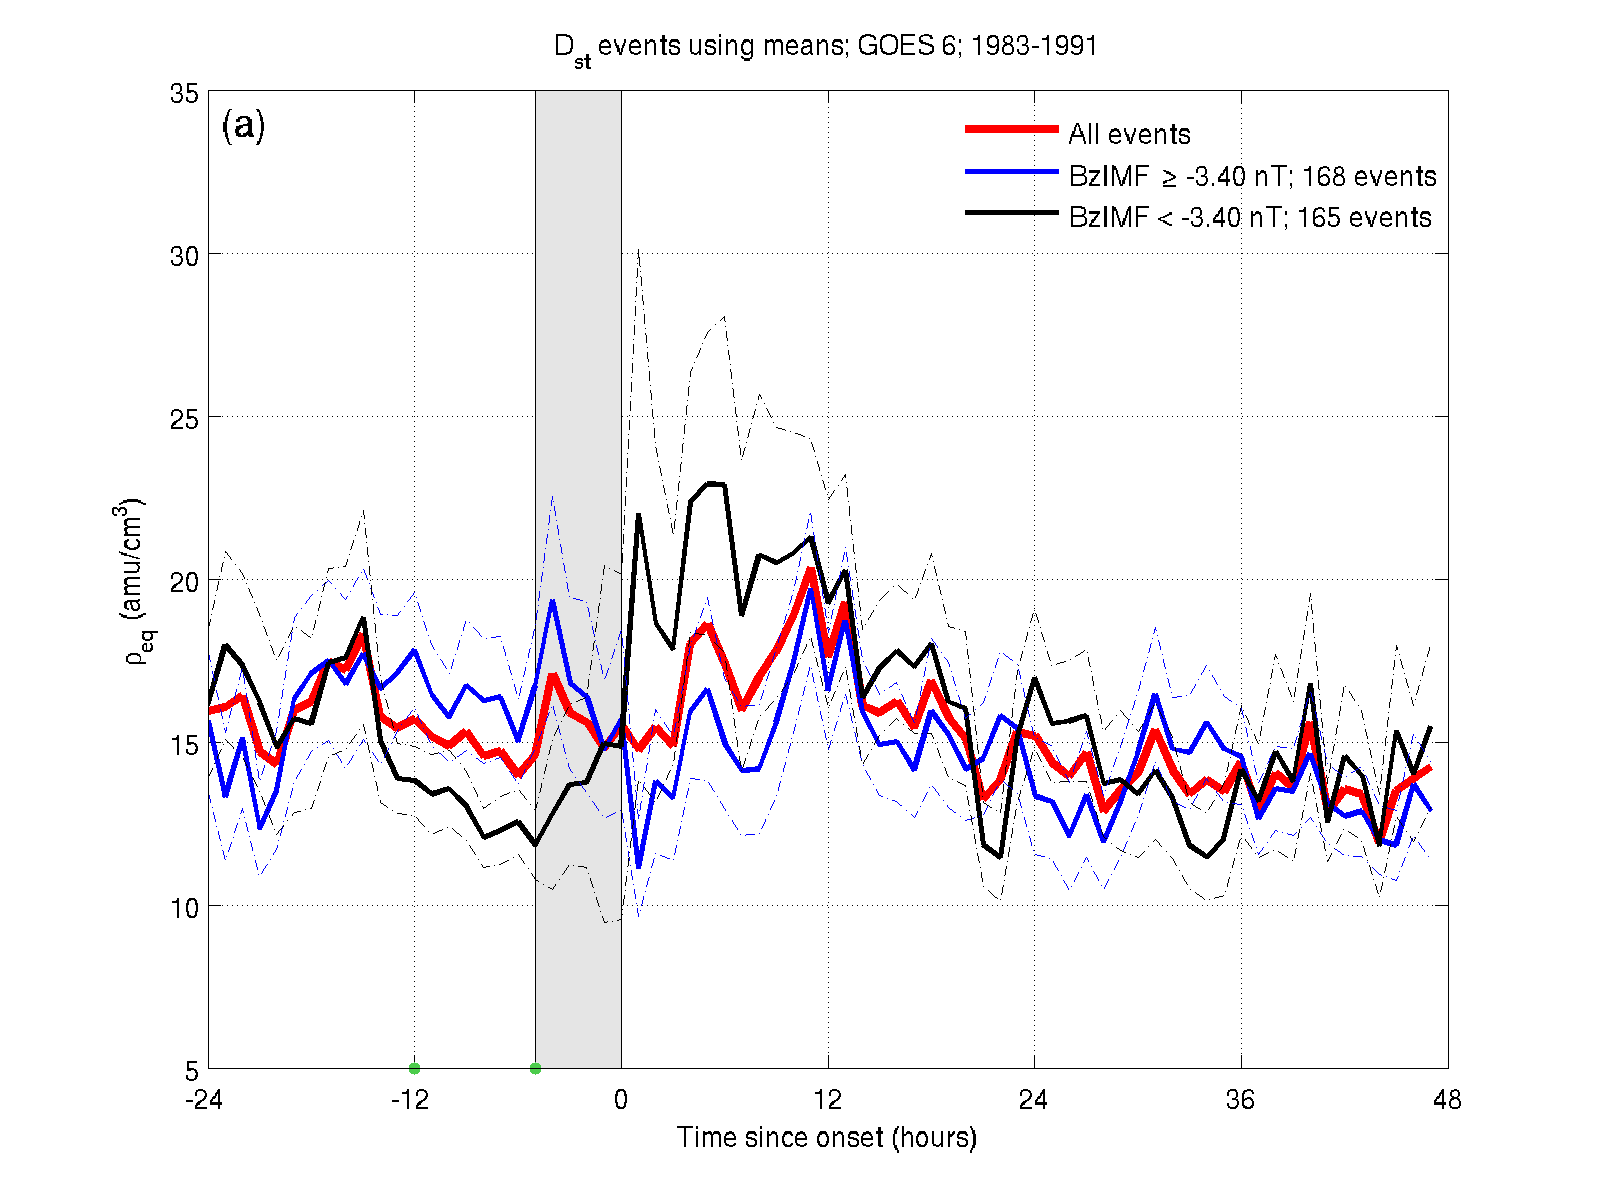 D_st events using means; GOES 6; 1983-1991
(a)
All events
BzIMF ≥ -3.40 nT; 168 events
BzIMF < -3.40 nT; 165 events
35
30
25
20
15
10
5
ρ_eq (amu/cm³)
-24 -12 0 12 24 36 48
Time since onset (hours)